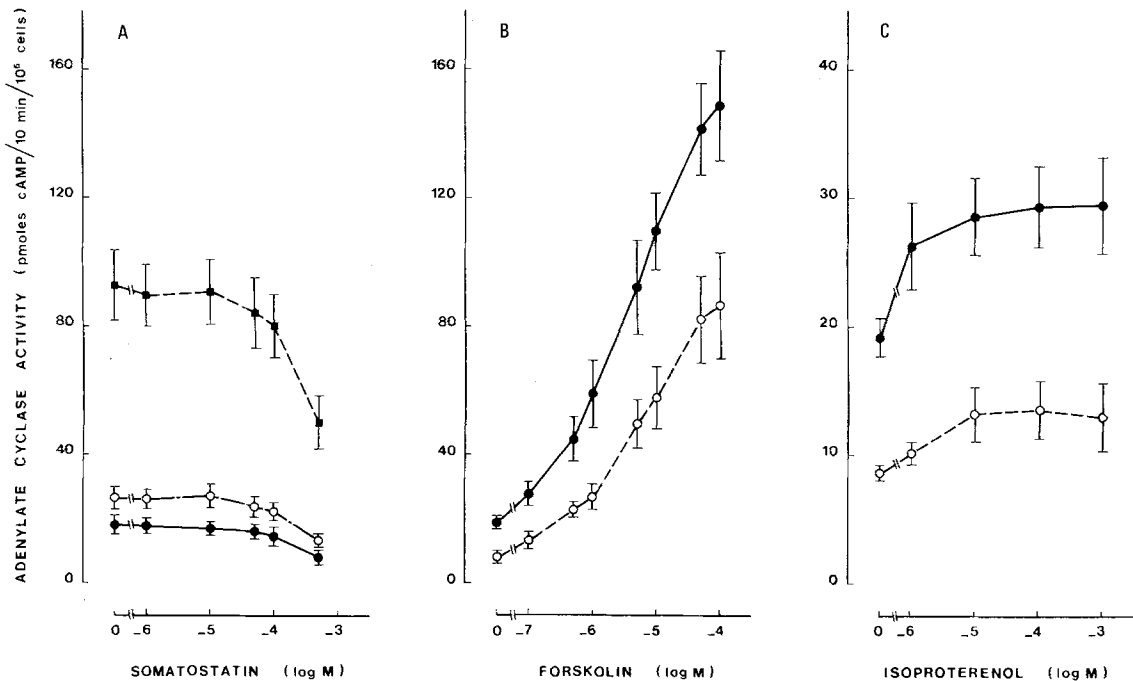 ADENYLATE CYCLASE ACTIVITY (pmoles cAMP/10 min/10⁶ cells)
A
160
120
80
40
0
0 -6 -5 -4 -3
SOMATOSTATIN (log M)
B
160
120
80
40
0
0 -7 -6 -5 -4
FORSKOLIN (log M)
C
40
30
20
10
0
0 -6 -5 -4 -3
ISOPROTERENOL (log M)